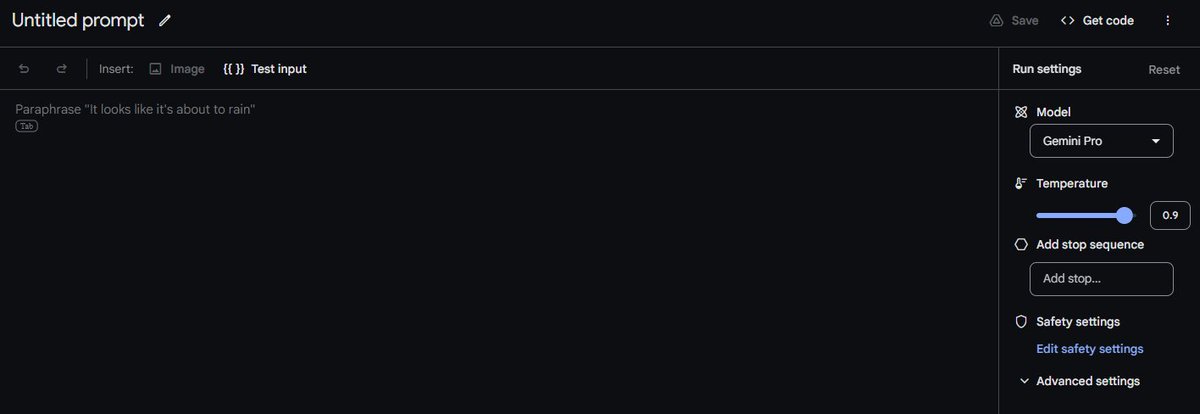 Untitled prompt
Save
Get code
Insert:
Image
{{ }} Test input
Run settings
Reset
Paraphrase "It looks like it's about to rain"
Tab
Model
Gemini Pro
Temperature
0.9
Add stop sequence
Add stop...
Safety settings
Edit safety settings
Advanced settings